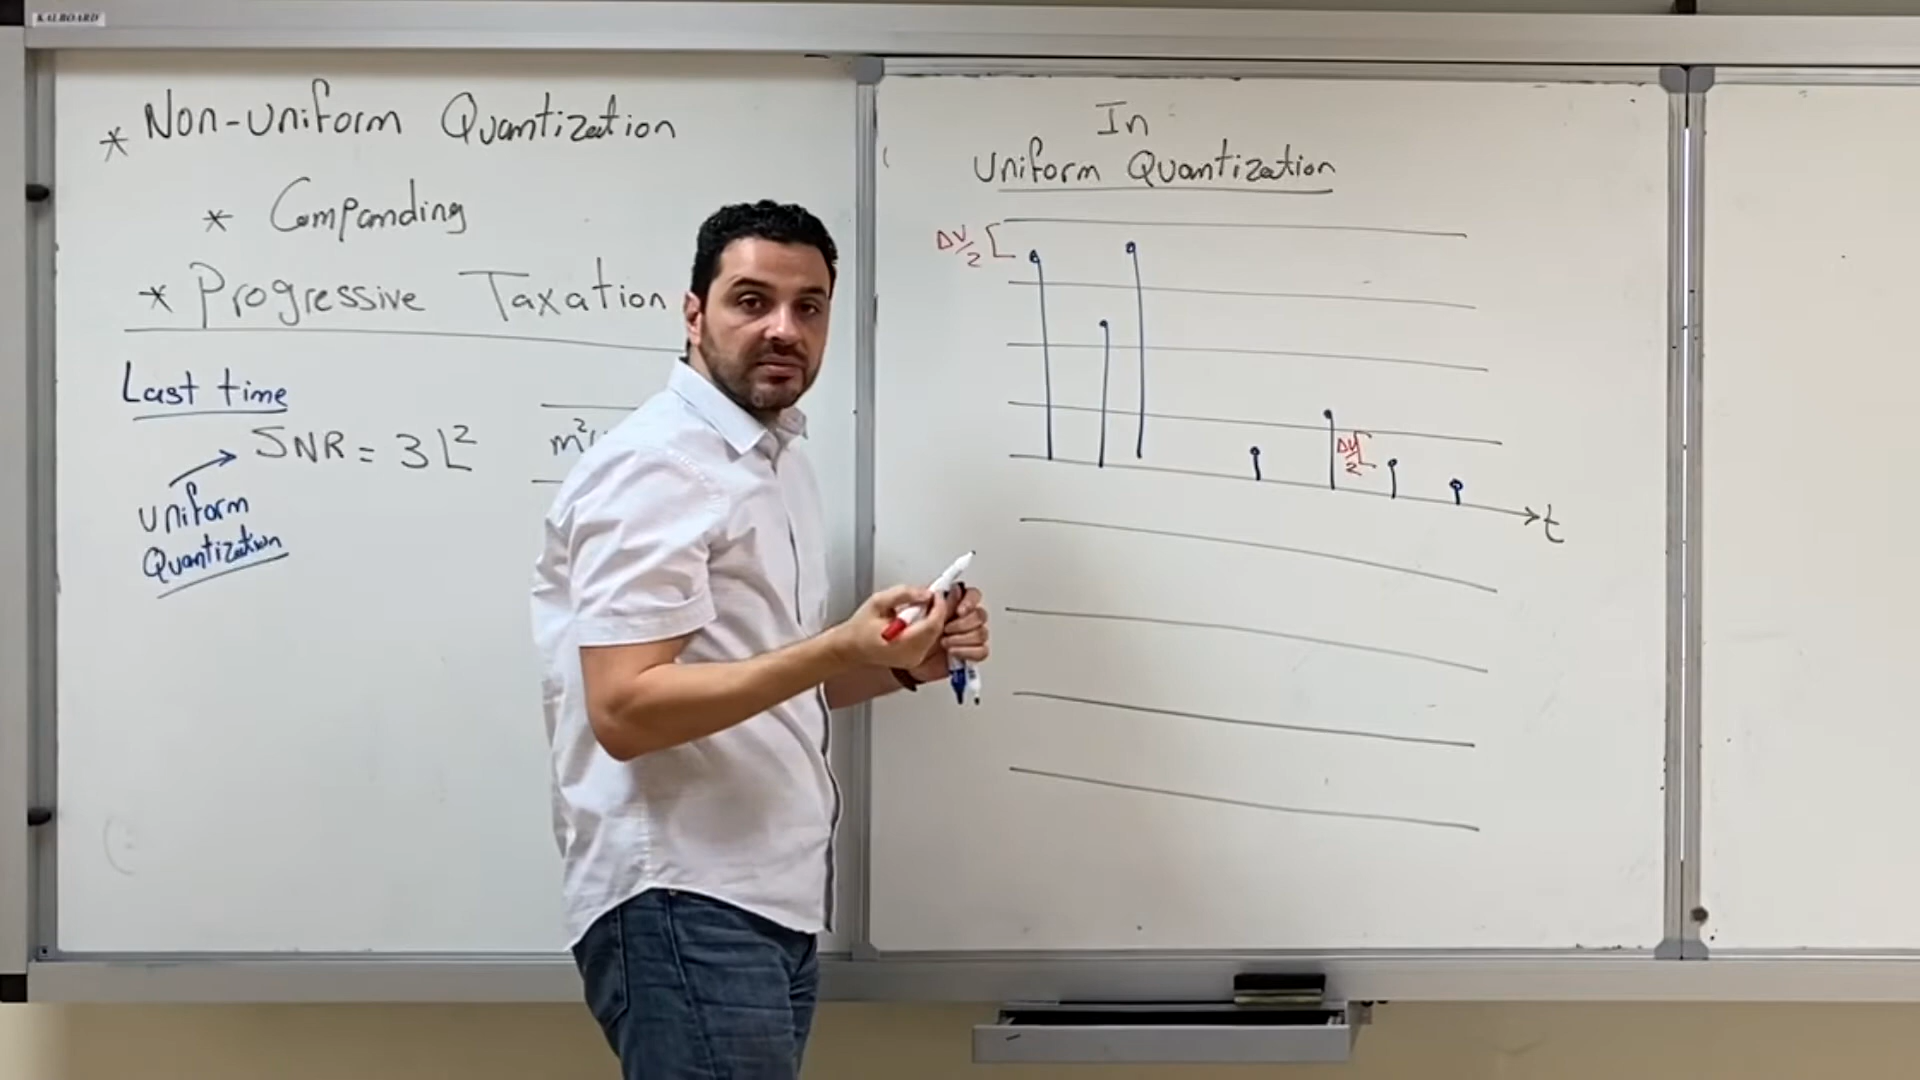 KALBOARD
* Non-uniform Quantization
* Companding
* Progressive Taxation
Last time
SNR = 3L²
m²(
Uniform
Quantization
In
Uniform Quantization
ΔV/2
ΔV/2
t